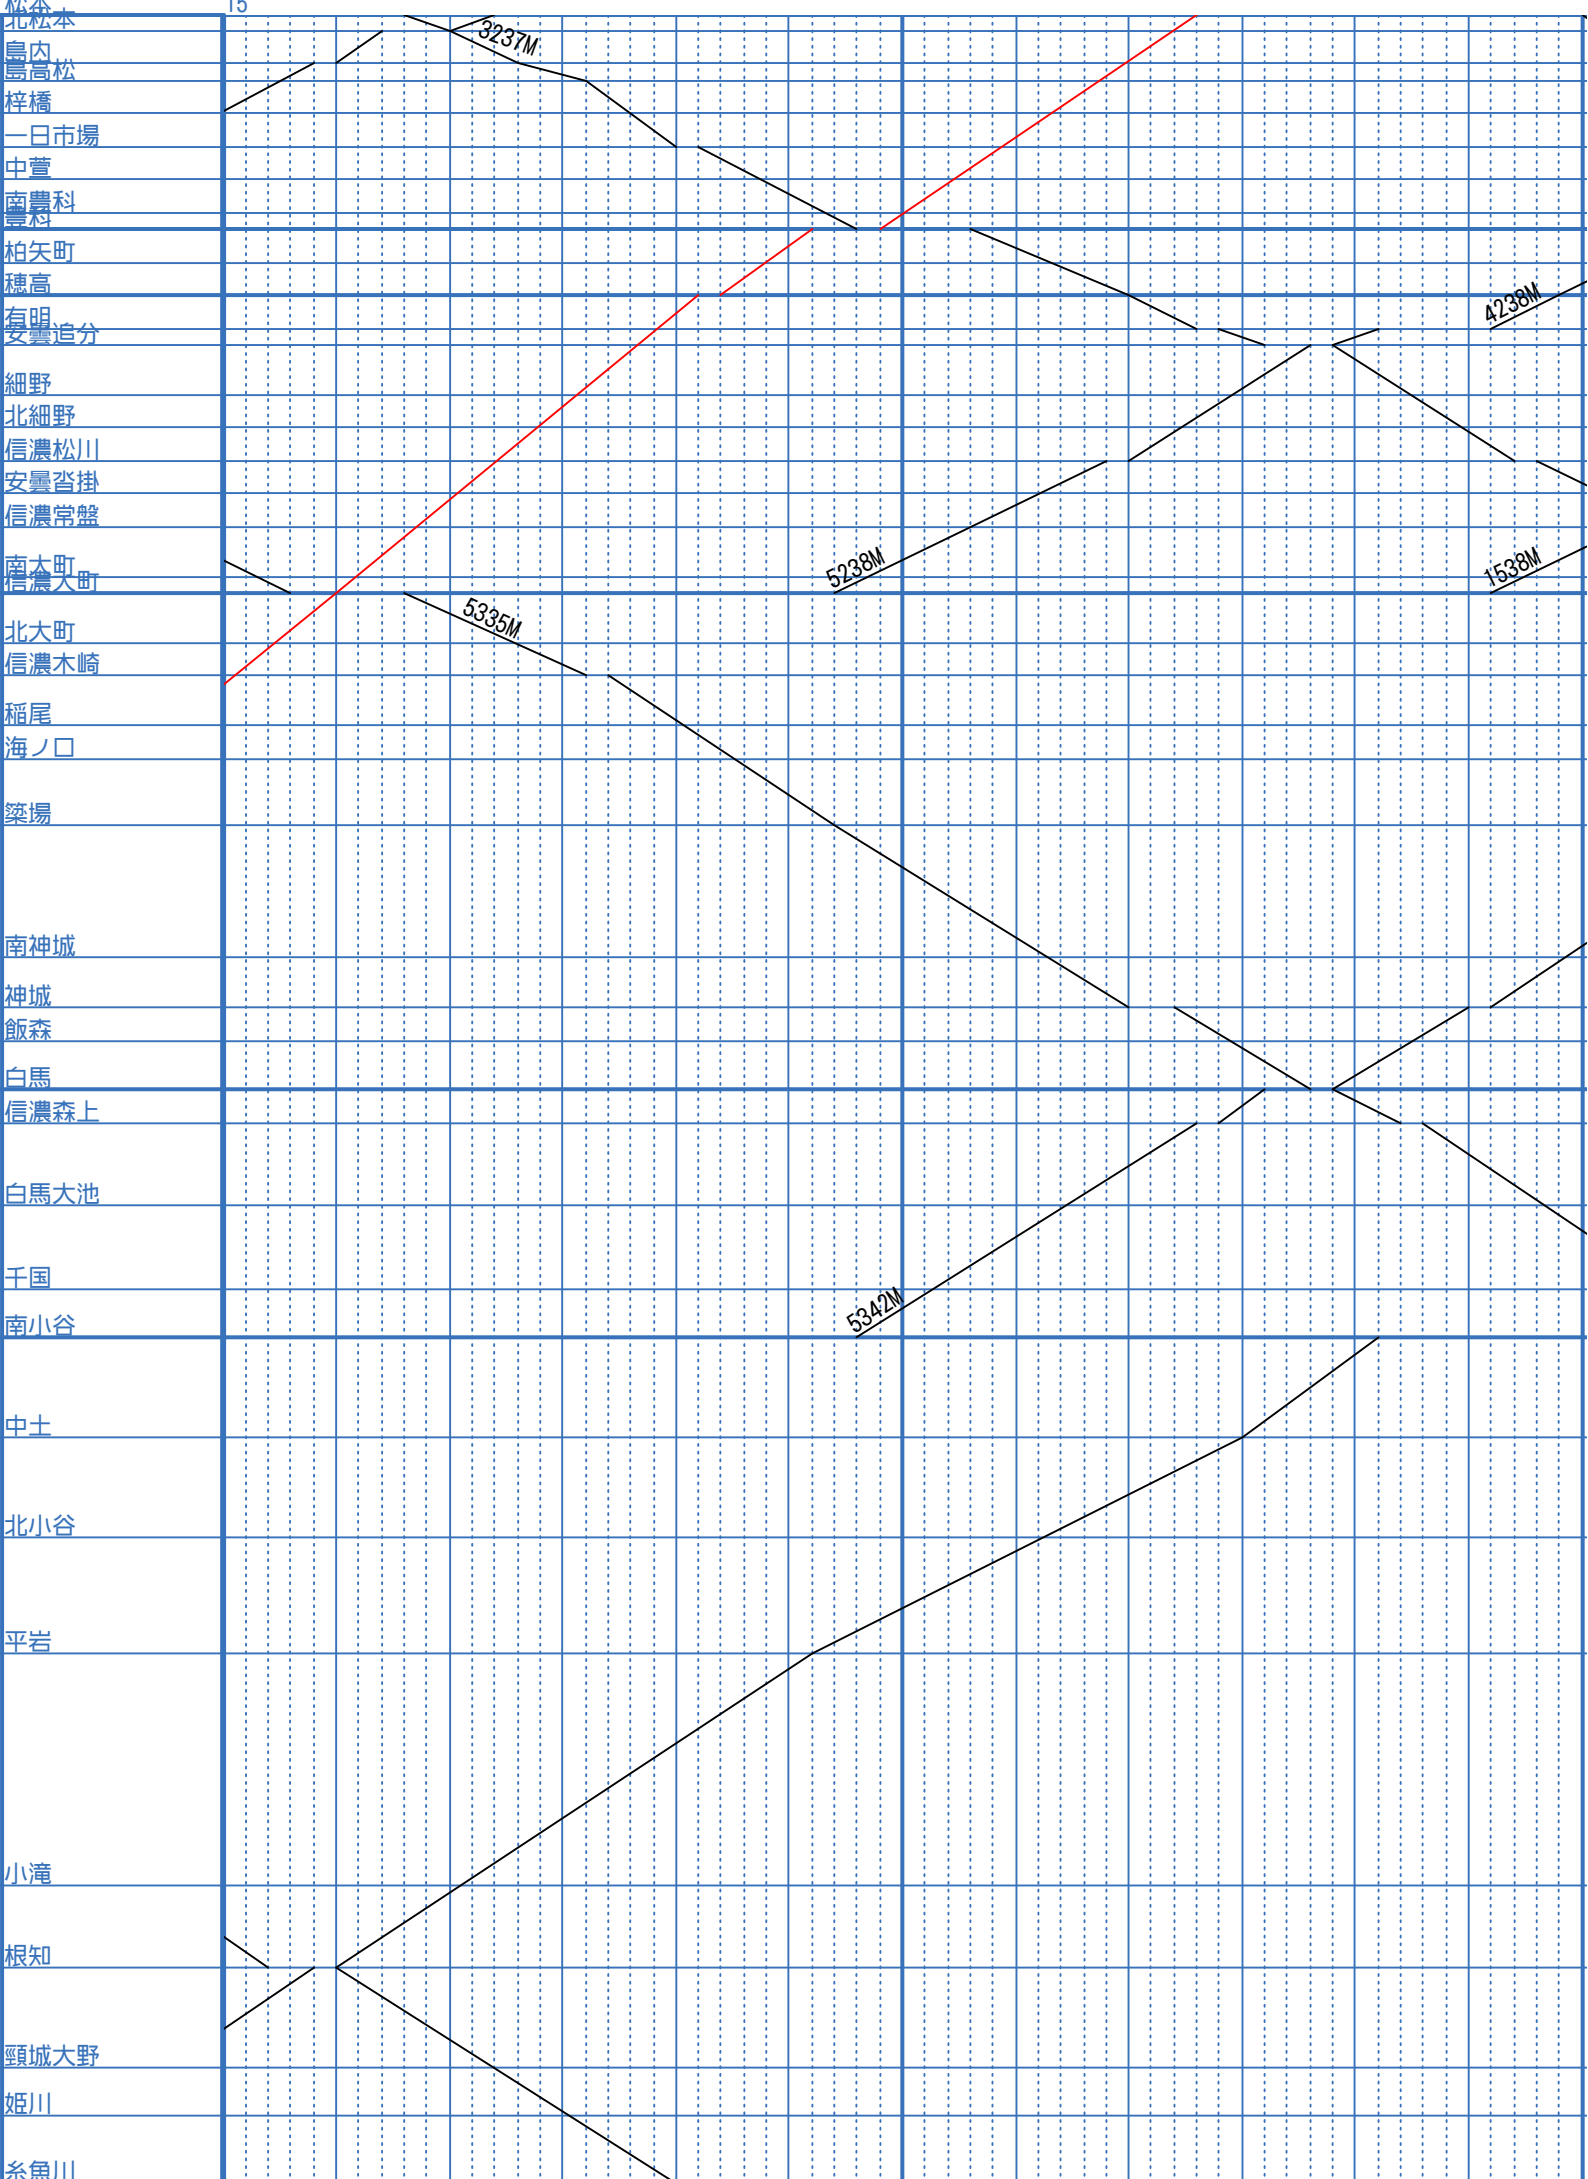 松本
15
北松本
3237M
島内
島高松
梓橋
一日市場
中萱
南豊科
豊科
柏矢町
穂高
4238M
有明
安曇追分
細野
北細野
信濃松川
安曇沓掛
信濃常盤
南大町
5238M
1538M
信濃大町
5335M
北大町
信濃木崎
稲尾
海ノ口
簗場
南神城
神城
飯森
白馬
信濃森上
白馬大池
千国
5342M
南小谷
中土
北小谷
平岩
小滝
根知
頸城大野
姫川
糸魚川